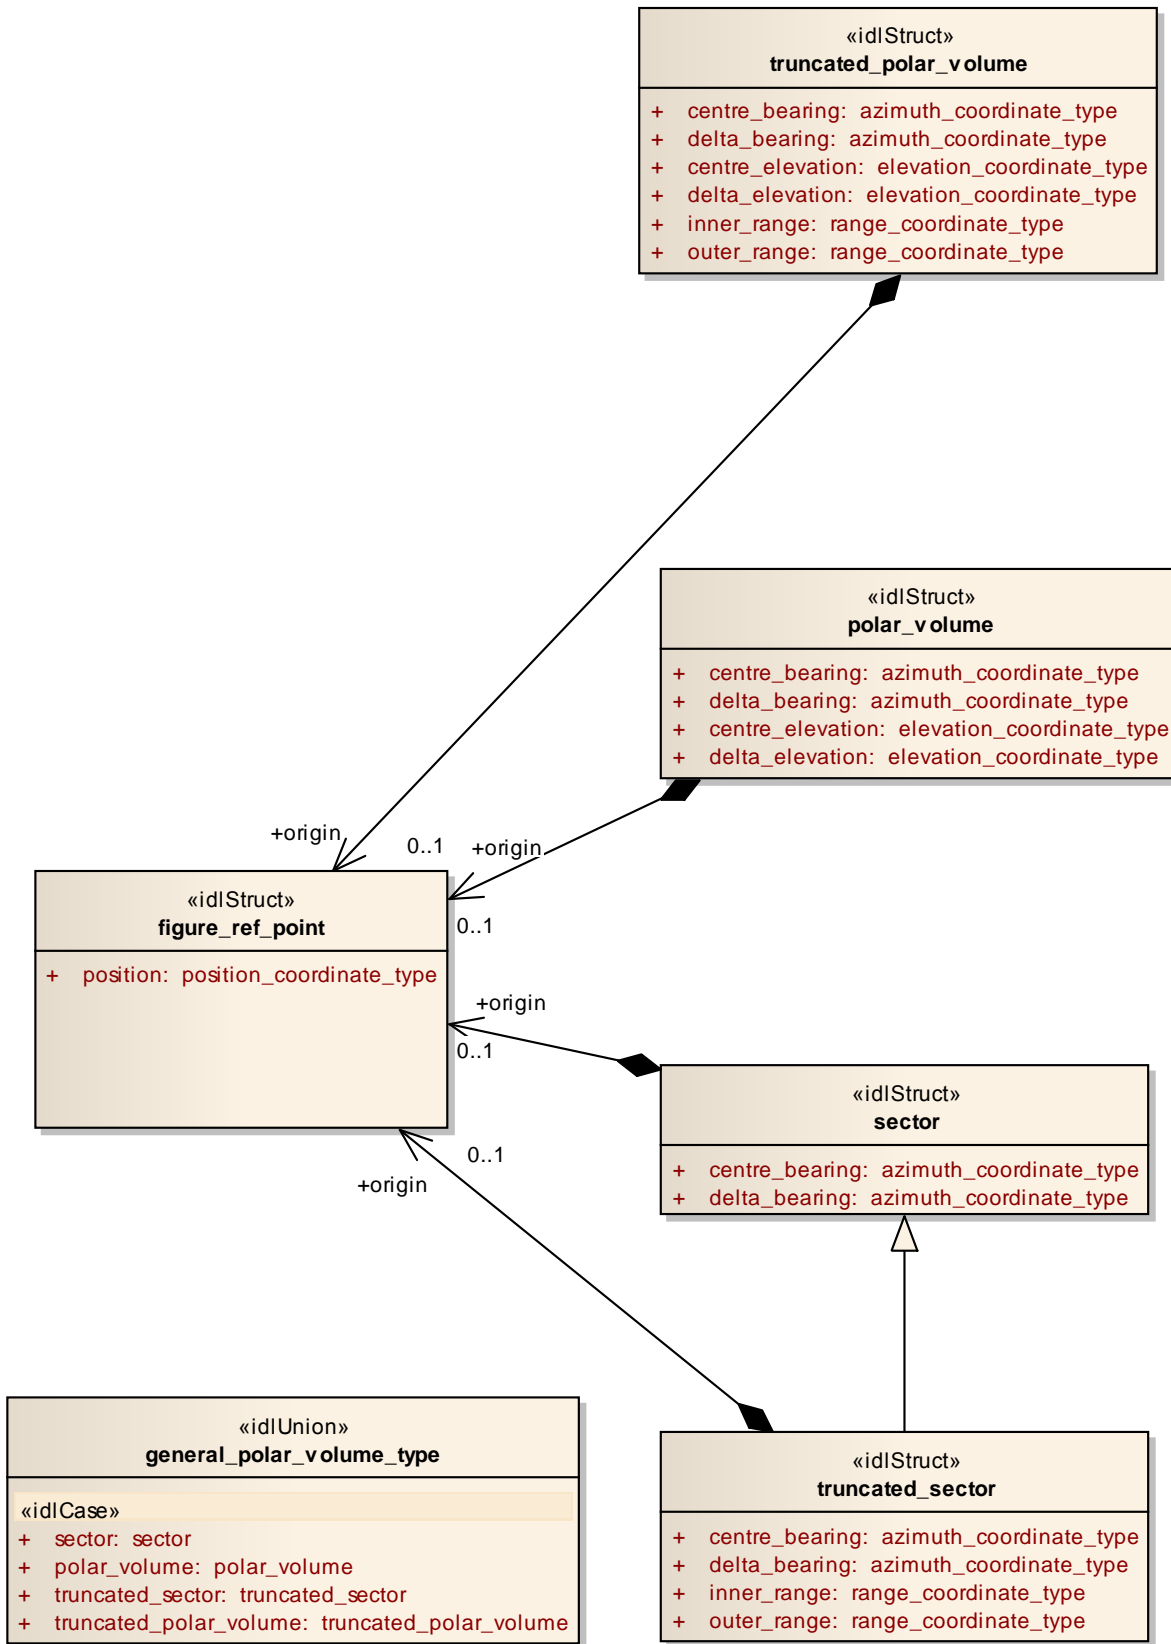 «idlStruct»
truncated_polar_volume
+ centre_bearing: azimuth_coordinate_type
+ delta_bearing: azimuth_coordinate_type
+ centre_elevation: elevation_coordinate_type
+ delta_elevation: elevation_coordinate_type
+ inner_range: range_coordinate_type
+ outer_range: range_coordinate_type
«idlStruct»
polar_volume
+ centre_bearing: azimuth_coordinate_type
+ delta_bearing: azimuth_coordinate_type
+ centre_elevation: elevation_coordinate_type
+ delta_elevation: elevation_coordinate_type
+origin
0..1
+origin
0..1
«idlStruct»
figure_ref_point
+ position: position_coordinate_type
+origin
0..1
«idlStruct»
sector
+ centre_bearing: azimuth_coordinate_type
+ delta_bearing: azimuth_coordinate_type
0..1
+origin
«idlUnion»
general_polar_volume_type
«idlCase»
+ sector: sector
+ polar_volume: polar_volume
+ truncated_sector: truncated_sector
+ truncated_polar_volume: truncated_polar_volume
«idlStruct»
truncated_sector
+ centre_bearing: azimuth_coordinate_type
+ delta_bearing: azimuth_coordinate_type
+ inner_range: range_coordinate_type
+ outer_range: range_coordinate_type